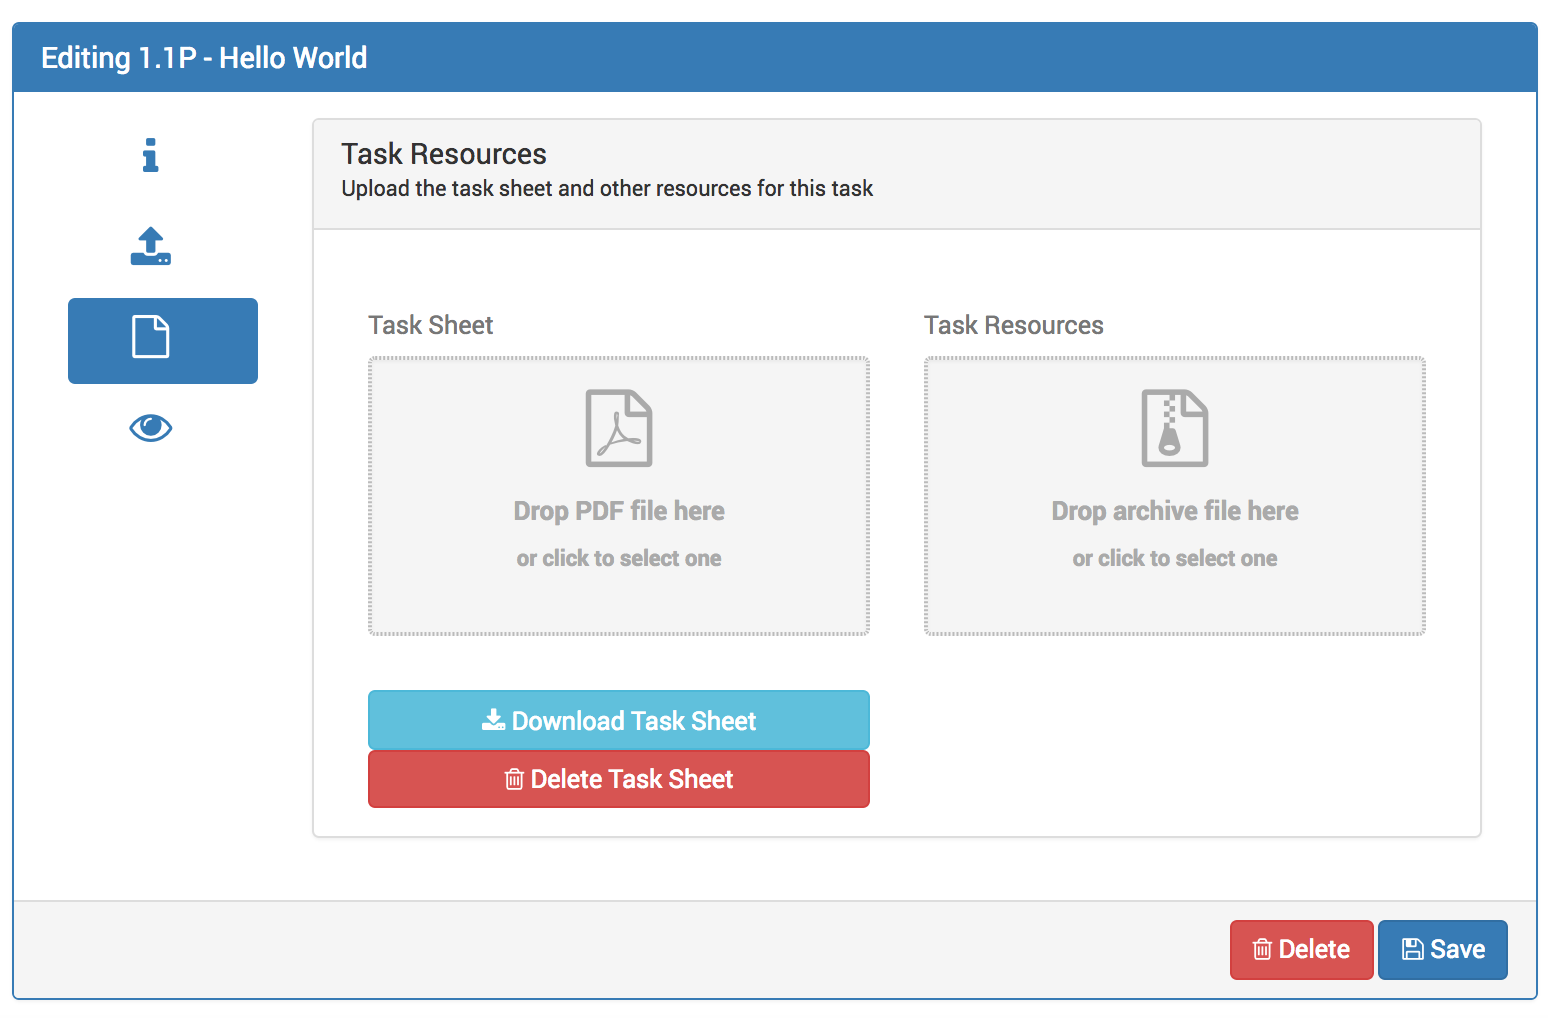 Editing 1.1P - Hello World
Task Resources
Upload the task sheet and other resources for this task
Task Sheet
Task Resources
Drop PDF file here
or click to select one
Drop archive file here
or click to select one
Download Task Sheet
Delete Task Sheet
Delete
Save